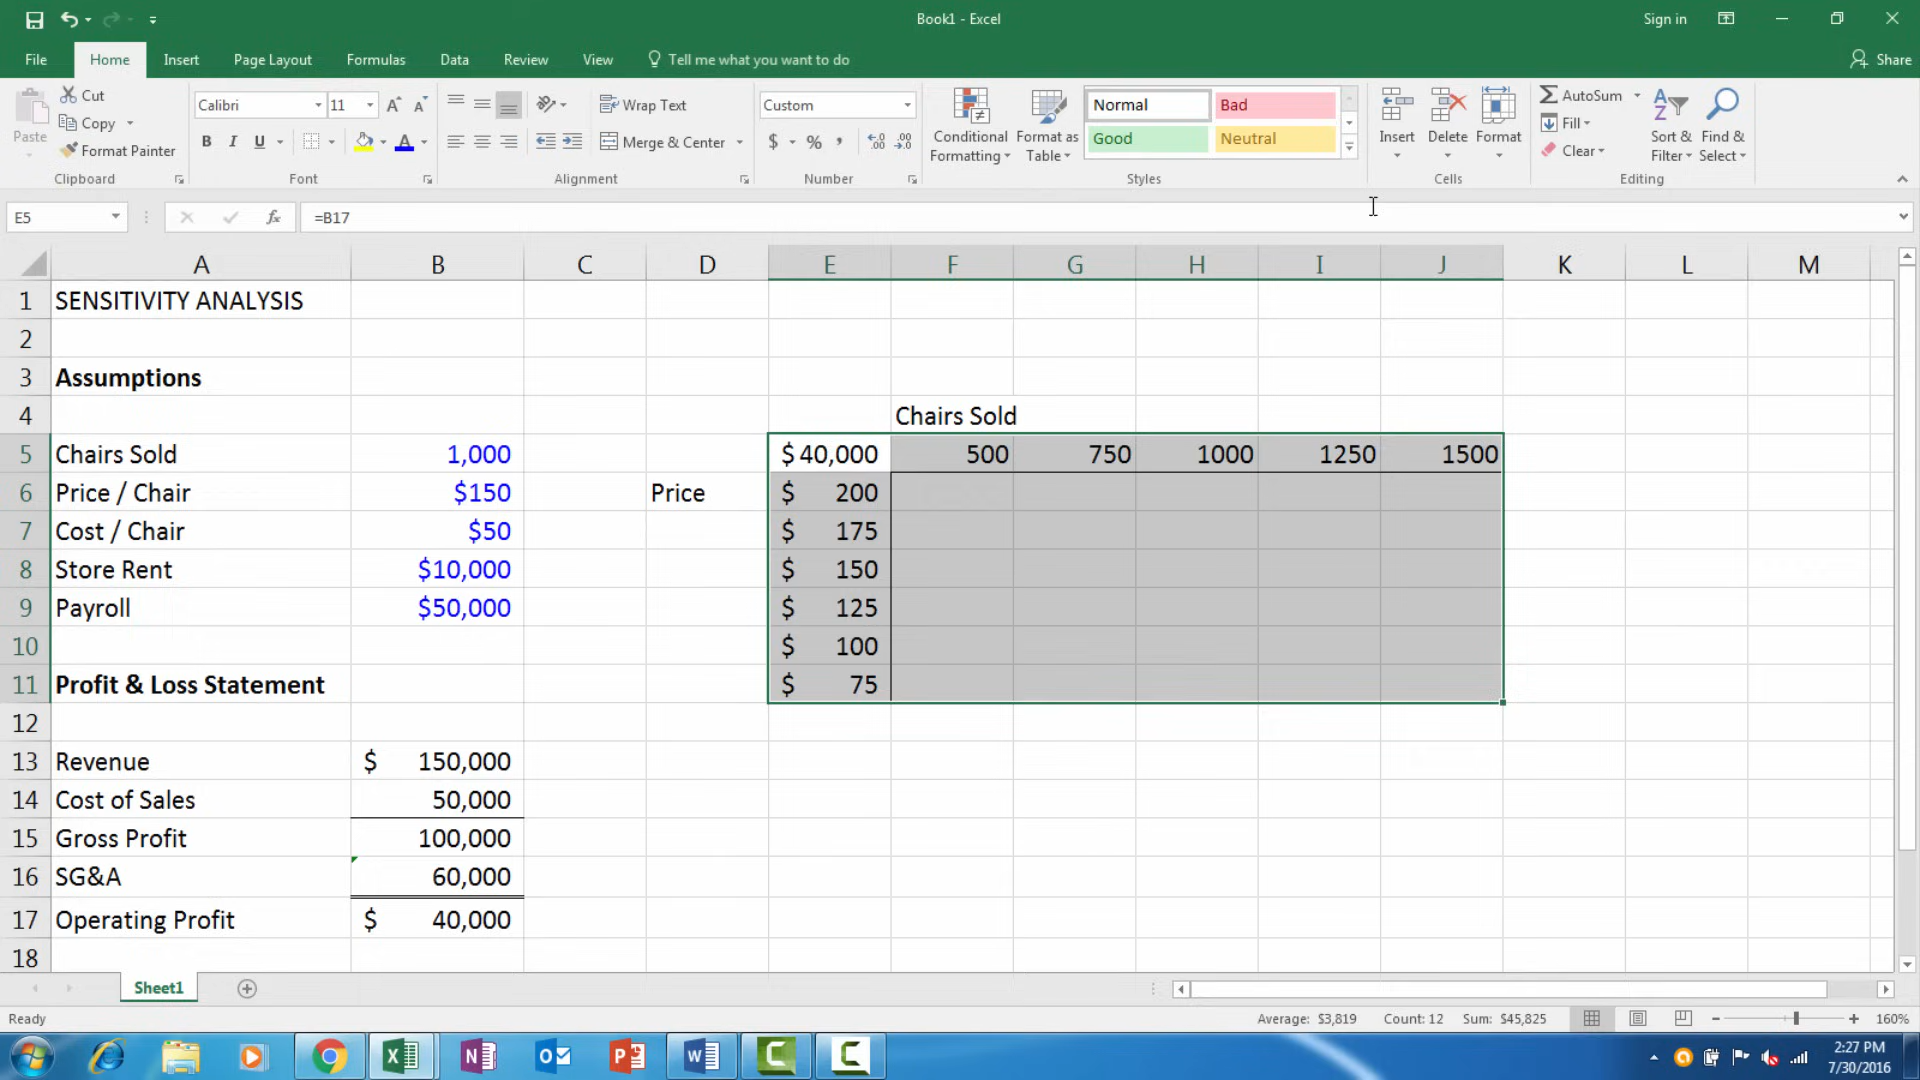 Book1 - Excel
Sign in
File Home Insert Page Layout Formulas Data Review View Tell me what you want to do Share
Paste
Cut
Copy
Format Painter
Clipboard
Calibri 11
B I U
Font
Wrap Text
Merge & Center
Alignment
Custom
$ % ,
Number
Conditional Formatting
Format as Table
Normal Bad
Good Neutral
Styles
Insert Delete Format
Cells
AutoSum
Fill
Clear
Sort & Filter
Find & Select
Editing
E5 fx =B17
A B C D E F G H I J K L M
1 SENSITIVITY ANALYSIS
2
3 Assumptions
4 Chairs Sold
5 Chairs Sold 1,000 $ 40,000 500 750 1000 1250 1500
6 Price / Chair $150 Price $ 200
7 Cost / Chair $50 $ 175
8 Store Rent $10,000 $ 150
9 Payroll $50,000 $ 125
10 $ 100
11 Profit & Loss Statement $ 75
12
13 Revenue $ 150,000
14 Cost of Sales 50,000
15 Gross Profit 100,000
16 SG&A 60,000
17 Operating Profit $ 40,000
18
Sheet1
Ready Average: $3,819 Count: 12 Sum: $45,825 160%
2:27 PM
7/30/2016